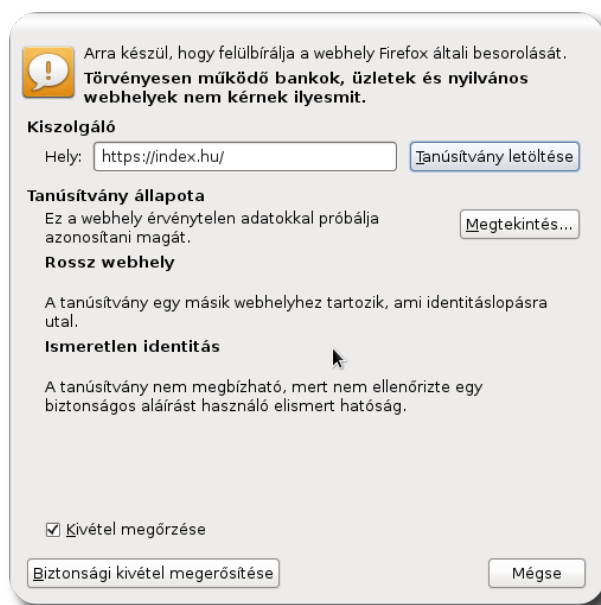 Arra készül, hogy felülbírálja a webhely Firefox általi besorolását.
Törvényesen működő bankok, üzletek és nyilvános
webhelyek nem kérnek ilyesmit.
Kiszolgáló
Hely: https://index.hu/ Tanúsítvány letöltése
Tanúsítvány állapota
Ez a webhely érvénytelen adatokkal próbálja
azonosítani magát.
Megtekintés...
Rossz webhely
A tanúsítvány egy másik webhelyhez tartozik, ami identitáslopásra
utal.
Ismeretlen identitás
A tanúsítvány nem megbízható, mert nem ellenőrizte egy
biztonságos aláírást használó elismert hatóság.
Kivétel megőrzése
Biztonsági kivétel megerősítése Mégse